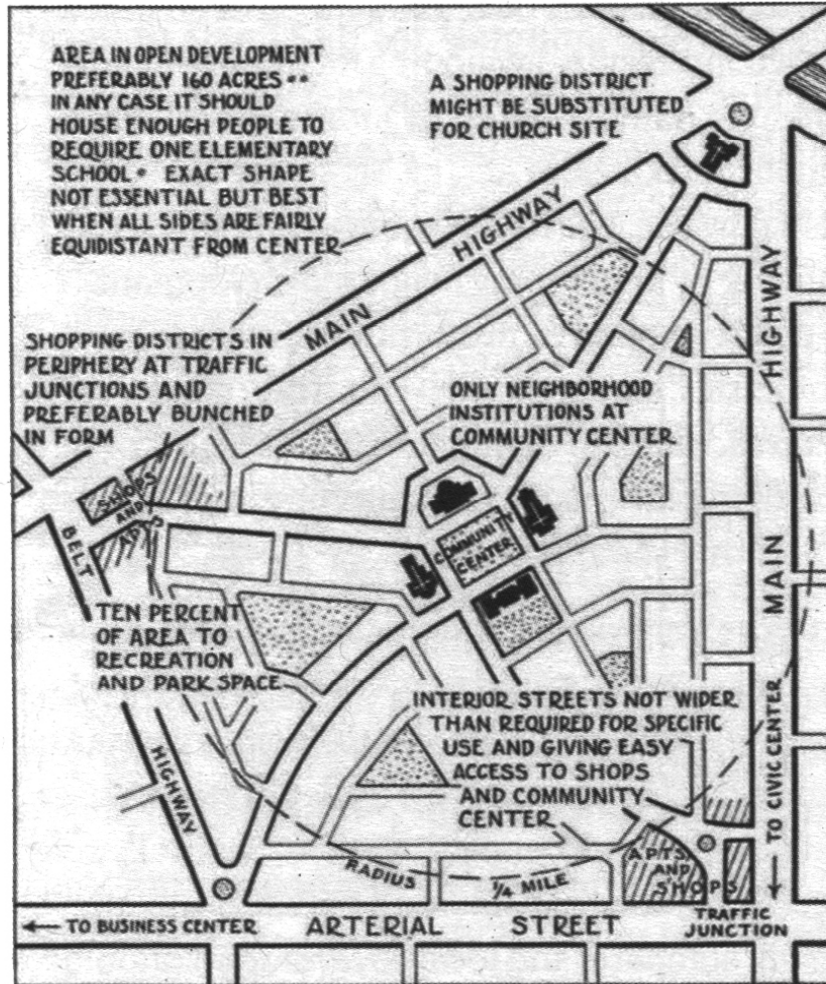 AREA IN OPEN DEVELOPMENT
PREFERABLY 160 ACRES ••
IN ANY CASE IT SHOULD
HOUSE ENOUGH PEOPLE TO
REQUIRE ONE ELEMENTARY
SCHOOL • EXACT SHAPE
NOT ESSENTIAL BUT BEST
WHEN ALL SIDES ARE FAIRLY
EQUIDISTANT FROM CENTER
A SHOPPING DISTRICT
MIGHT BE SUBSTITUTED
FOR CHURCH SITE
MAIN HIGHWAY
HIGHWAY
MAIN
SHOPPING DISTRICTS IN
PERIPHERY AT TRAFFIC
JUNCTIONS AND
PREFERABLY BUNCHED
IN FORM
ONLY NEIGHBORHOOD
INSTITUTIONS AT
COMMUNITY CENTER
SHOPS
AND
APTS
BELT
HIGHWAY
COMMUNITY
CENTER
TEN PERCENT
OF AREA TO
RECREATION
AND PARK SPACE
INTERIOR STREETS NOT WIDER
THAN REQUIRED FOR SPECIFIC
USE AND GIVING EASY
ACCESS TO SHOPS
AND COMMUNITY
CENTER
TO CIVIC CENTER
RADIUS 1/4 MILE
APTS.
AND
SHOPS
TRAFFIC
JUNCTION
TO BUSINESS CENTER
ARTERIAL STREET